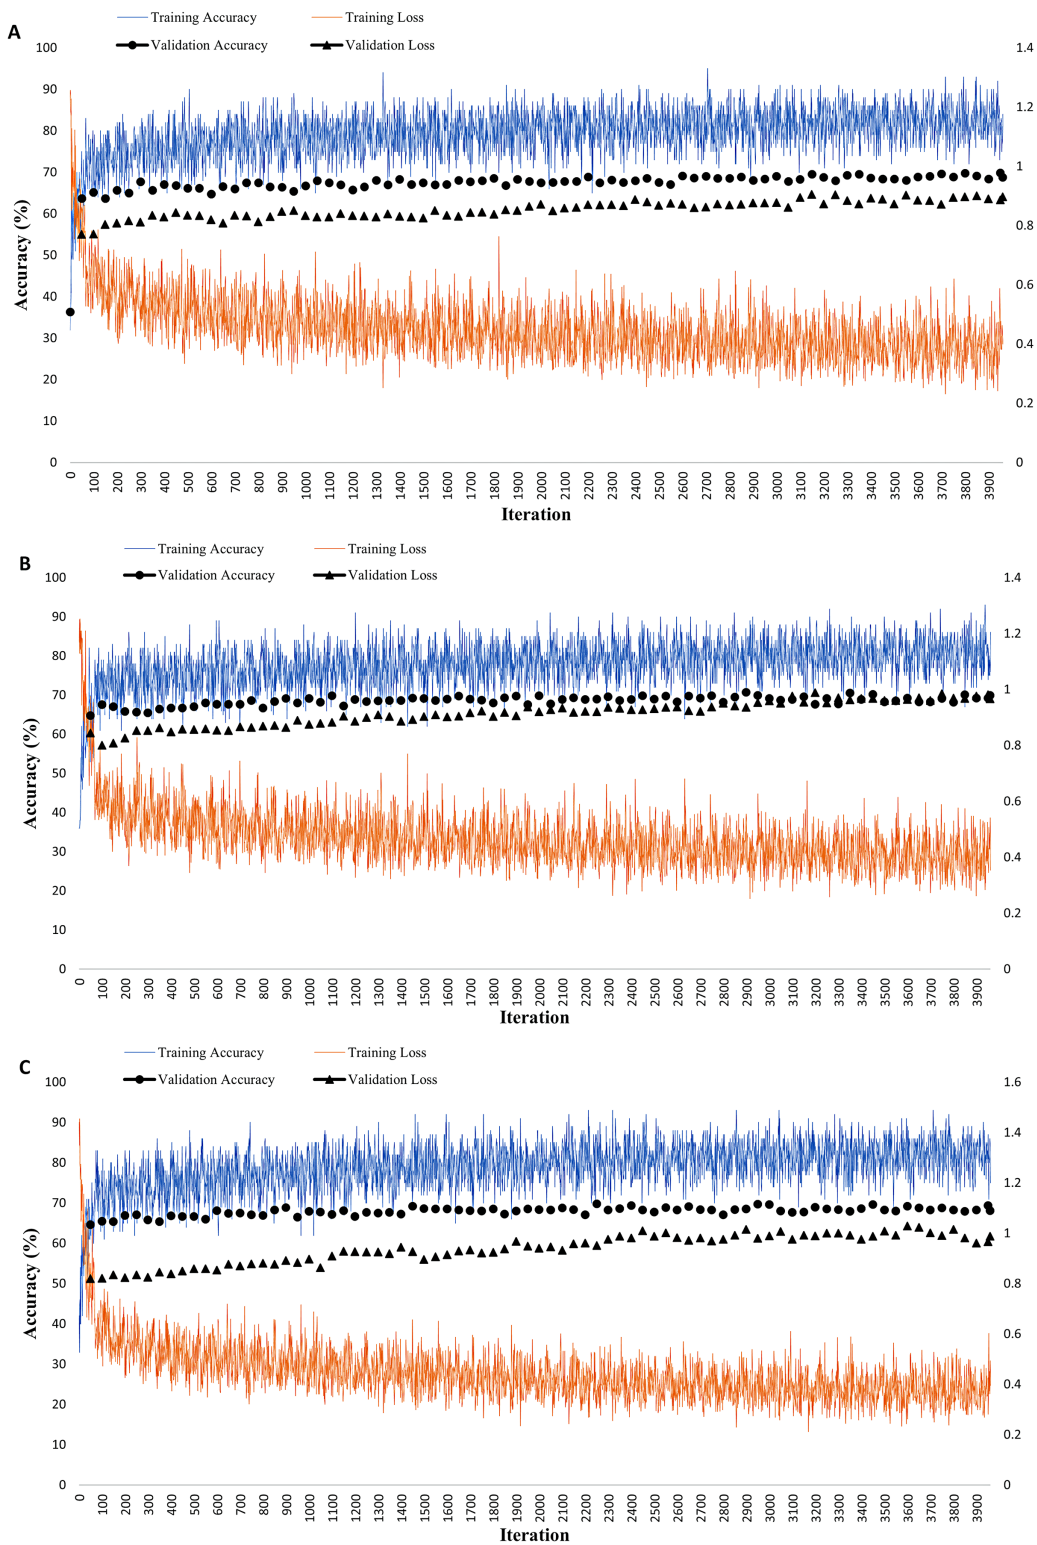 A
Training Accuracy Training Loss
Validation Accuracy Validation Loss
100 1.4
90
1.2
80
70 1
60
0.8
50
40 0.6
30 0.4
20
0.2
10
0 0
Accuracy (%)
0 100 200 300 400 500 600 700 800 900 1000 1100 1200 1300 1400 1500 1600 1700 1800 1900 2000 2100 2200 2300 2400 2500 2600 2700 2800 2900 3000 3100 3200 3300 3400 3500 3600 3700 3800 3900
Iteration
B
Training Accuracy Training Loss
Validation Accuracy Validation Loss
100 1.4
90
1.2
80
70 1
60
0.8
50
40 0.6
30 0.4
20
0.2
10
0 0
Accuracy (%)
0 100 200 300 400 500 600 700 800 900 1000 1100 1200 1300 1400 1500 1600 1700 1800 1900 2000 2100 2200 2300 2400 2500 2600 2700 2800 2900 3000 3100 3200 3300 3400 3500 3600 3700 3800 3900
Iteration
C
Training Accuracy Training Loss
Validation Accuracy Validation Loss
100 1.6
90 1.4
80
1.2
70
60 1
50 0.8
40
0.6
30
0.4
20
10 0.2
0 0
Accuracy (%)
0 100 200 300 400 500 600 700 800 900 1000 1100 1200 1300 1400 1500 1600 1700 1800 1900 2000 2100 2200 2300 2400 2500 2600 2700 2800 2900 3000 3100 3200 3300 3400 3500 3600 3700 3800 3900
Iteration